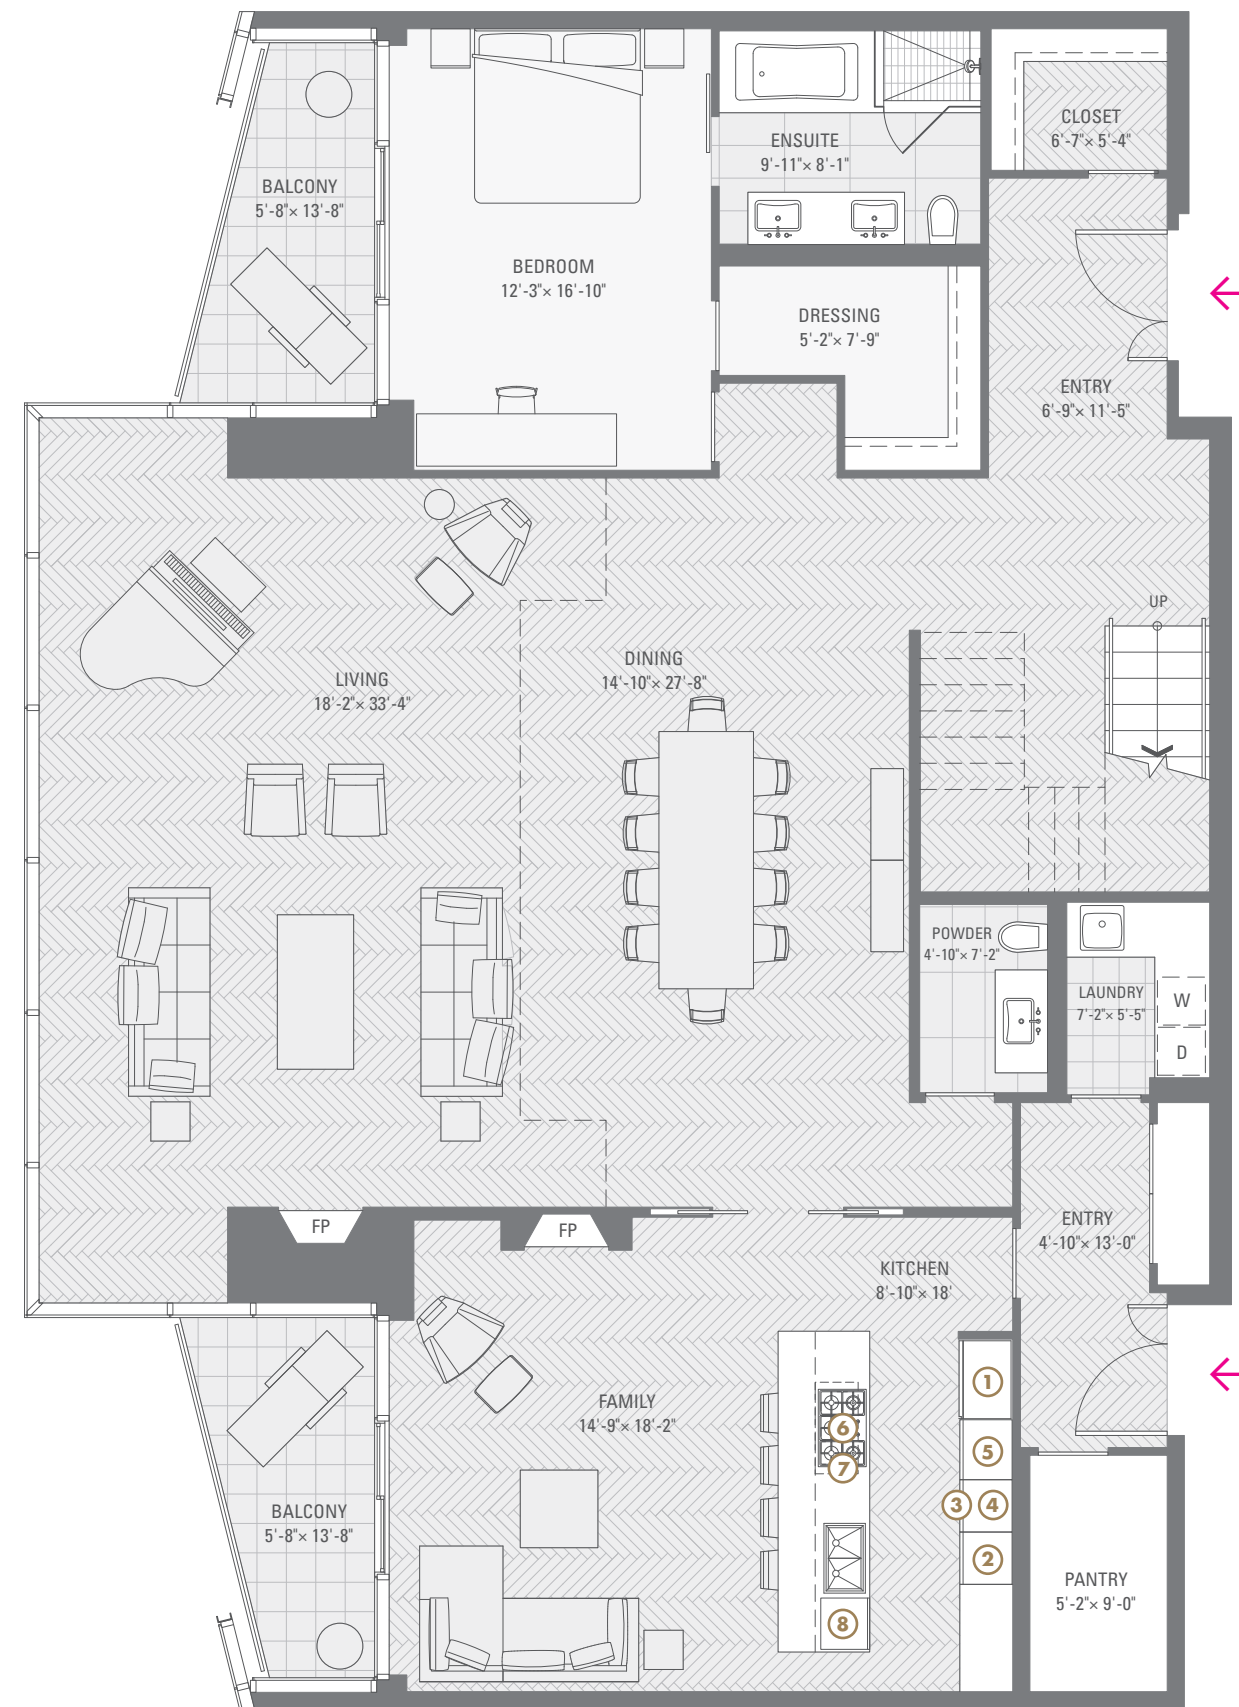 CLOSET
6'-7"× 5'-4"
ENSUITE
9'-11"× 8'-1"
BALCONY
5'-8"× 13'-8"
BEDROOM
12'-3"× 16'-10"
DRESSING
5'-2"× 7'-9"
ENTRY
6'-9"× 11'-5"
UP
LIVING
18'-2"× 33'-4"
DINING
14'-10"× 27'-8"
POWDER
4'-10"× 7'-2"
LAUNDRY
7'-2"× 5'-5"
W
D
FP
FP
ENTRY
4'-10"× 13'-0"
KITCHEN
8'-10"× 18'
FAMILY
14'-9"× 18'-2"
1
6
5
7
3
4
2
8
BALCONY
5'-8"× 13'-8"
PANTRY
5'-2"× 9'-0"